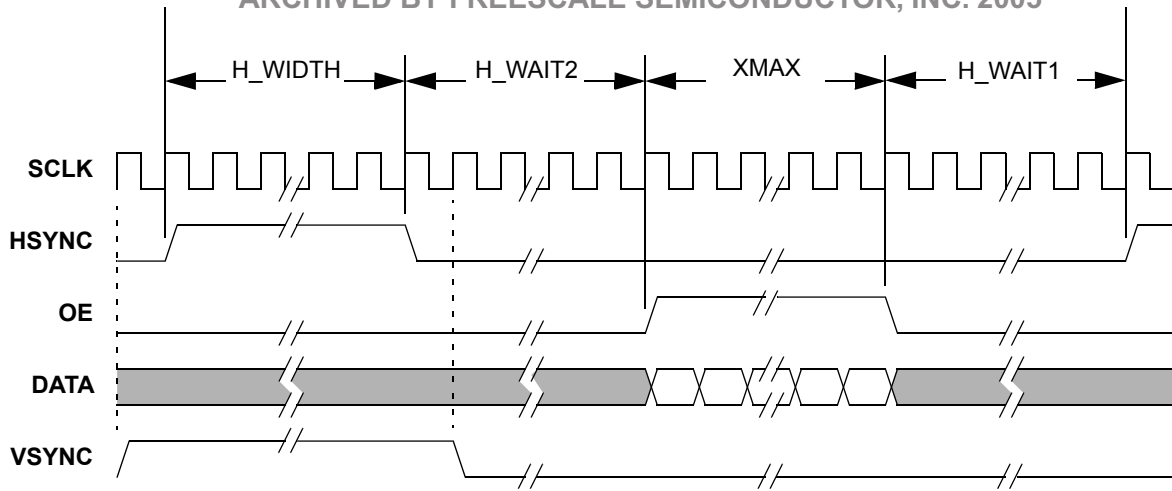 ARCHIVED BY FREESCALE SEMICONDUCTOR, INC. 2005
H_WIDTH
H_WAIT2
XMAX
H_WAIT1
SCLK
HSYNC
OE
DATA
VSYNC